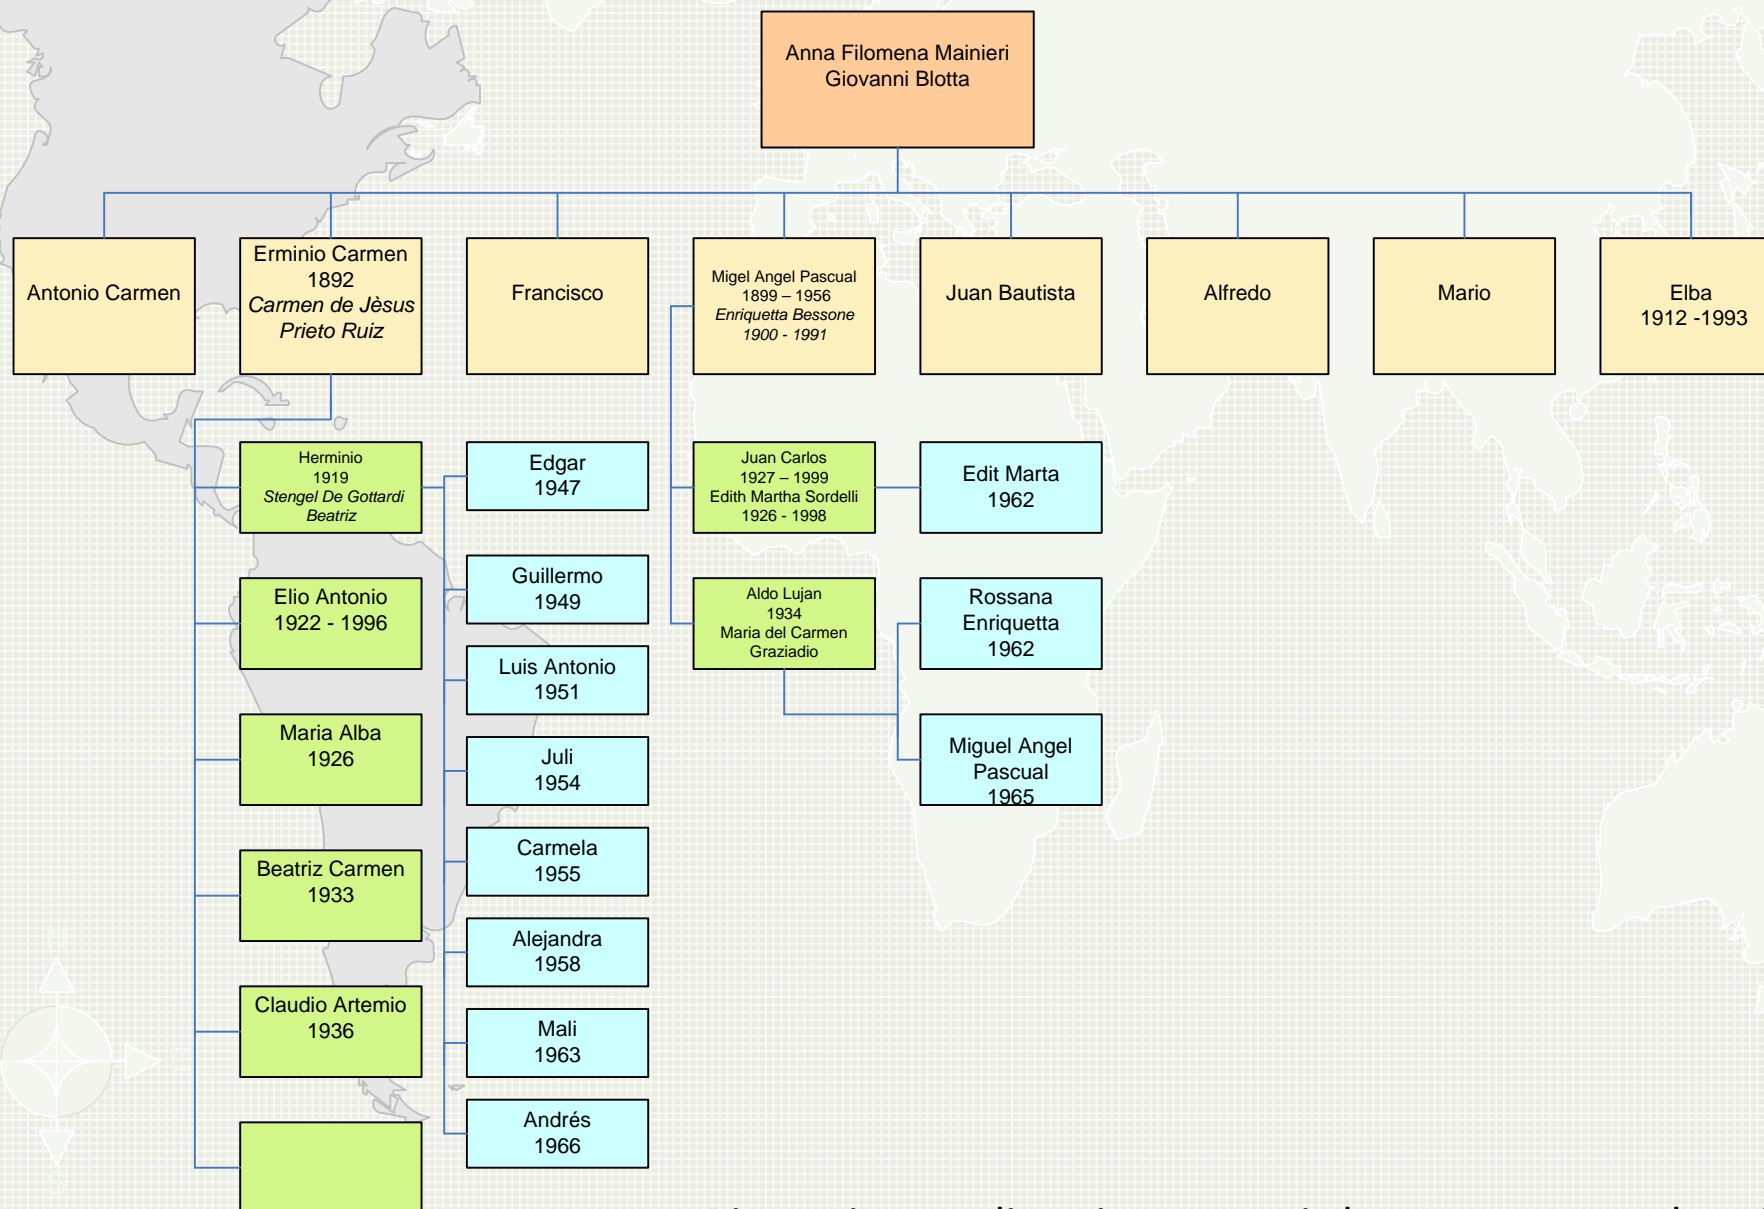 Anna Filomena Mainieri
Giovanni Blotta
Antonio Carmen
Erminio Carmen
1892
Carmen de Jèsus
Prieto Ruiz
Francisco
Migel Angel Pascual
1899 – 1956
Enriquetta Bessone
1900 - 1991
Juan Bautista
Alfredo
Mario
Elba
1912 -1993
Herminio
1919
Stengel De Gottardi
Beatriz
Elio Antonio
1922 - 1996
Maria Alba
1926
Beatriz Carmen
1933
Claudio Artemio
1936
Edgar
1947
Guillermo
1949
Luis Antonio
1951
Juli
1954
Carmela
1955
Alejandra
1958
Mali
1963
Andrés
1966
Juan Carlos
1927 – 1999
Edith Martha Sordelli
1926 - 1998
Aldo Lujan
1934
Maria del Carmen
Graziadio
Edit Marta
1962
Rossana
Enriquetta
1962
Miguel Angel
Pascual
1965